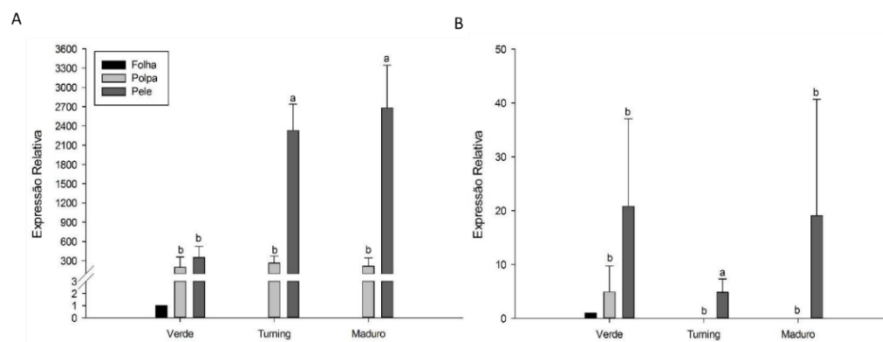 A
B
Expressão Relativa
3600
3300
3000
2700
2400
2100
1800
1500
1200
900
600
300
3
2
1
0
Folha
Polpa
Pele
b
b
b
a
b
a
Verde
Turning
Maduro
Expressão Relativa
50
40
30
20
10
0
b
b
b
a
b
b
Verde
Turning
Maduro